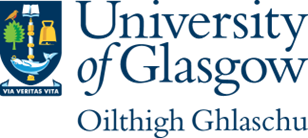 University
of Glasgow
VIA VERITAS VITA
Oilthigh Ghlaschu